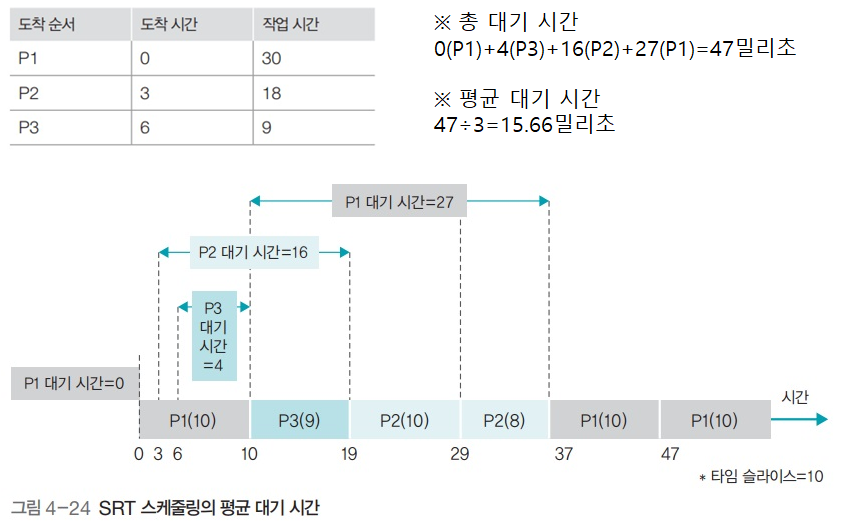 도착 순서 도착 시간 작업 시간
P1 0 30
P2 3 18
P3 6 9
※ 총 대기 시간
0(P1)+4(P3)+16(P2)+27(P1)=47밀리초
※ 평균 대기 시간
47÷3=15.66밀리초
P1 대기 시간=27
P2 대기 시간=16
P3
대기
시간
=4
P1 대기 시간=0
시간
P1(10) P3(9) P2(10) P2(8) P1(10) P1(10)
0 3 6 10 19 29 37 47
* 타임 슬라이스=10
그림 4-24 SRT 스케줄링의 평균 대기 시간